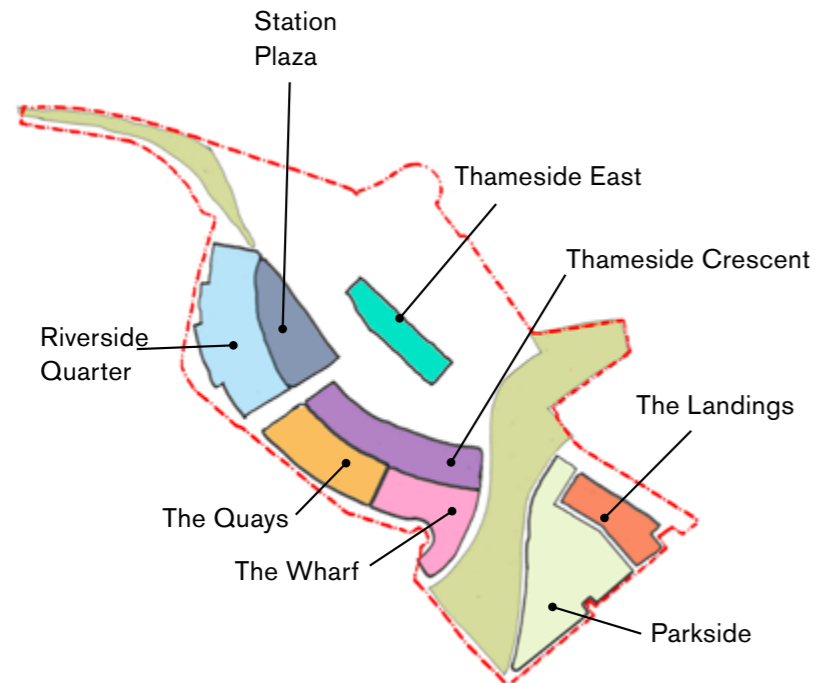 Station
Plaza
Thameside East
Thameside Crescent
Riverside
Quarter
The Landings
The Quays
The Wharf
Parkside